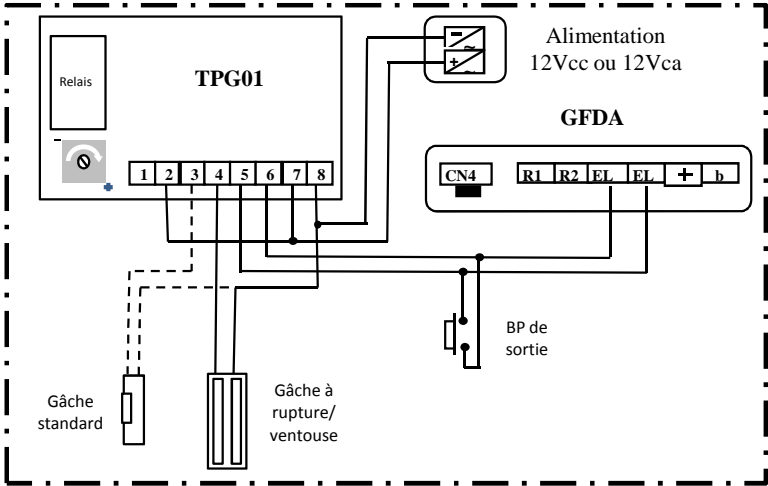 Relais
TPG01
1 2 3 4 5 6 7 8
- ~
+ ~
Alimentation
12Vcc ou 12Vca
GFDA
CN4 R1 R2 EL EL + b
- +
BP de
sortie
Gâche
standard
Gâche à
rupture/
ventouse